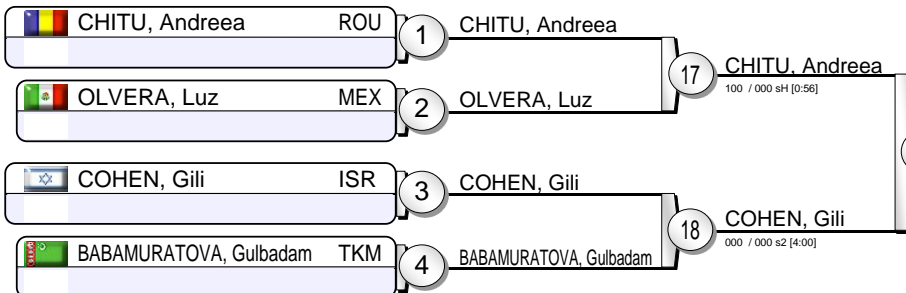 CHITU, Andreea ROU
1
CHITU, Andreea
17
CHITU, Andreea
100 / 000 sH [0:56]
OLVERA, Luz MEX
2
OLVERA, Luz
COHEN, Gili ISR
3
COHEN, Gili
18
COHEN, Gili
000 / 000 s2 [4:00]
BABAMURATOVA, Gulbadam TKM
4
BABAMURATOVA, Gulbadam